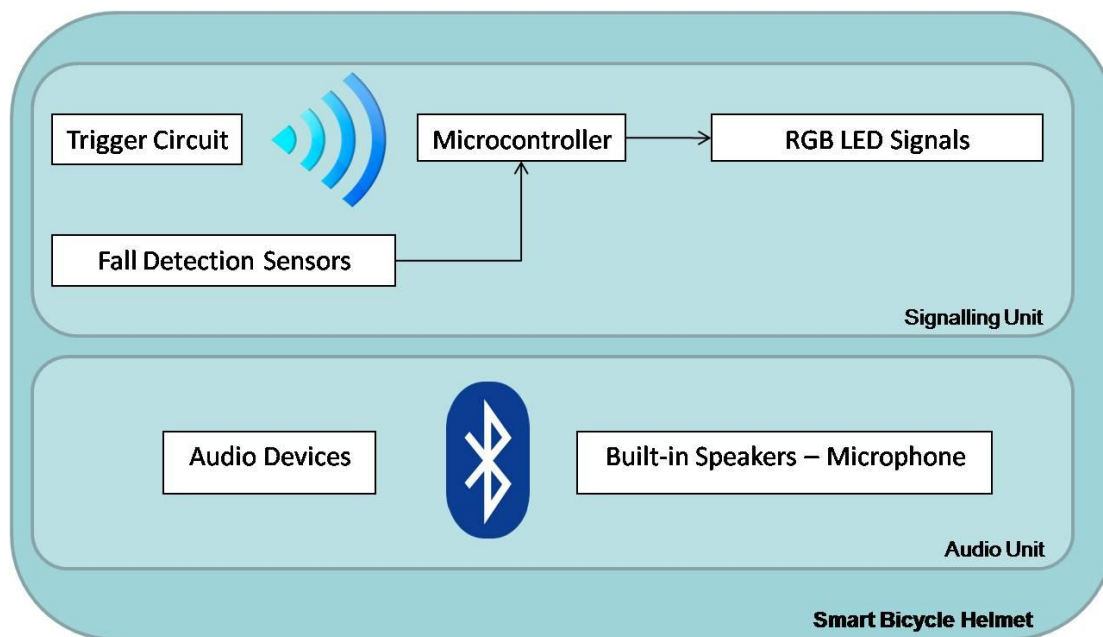 Trigger Circuit
Microcontroller
RGB LED Signals
Fall Detection Sensors
Signalling Unit
Audio Devices
Built-in Speakers – Microphone
Audio Unit
Smart Bicycle Helmet